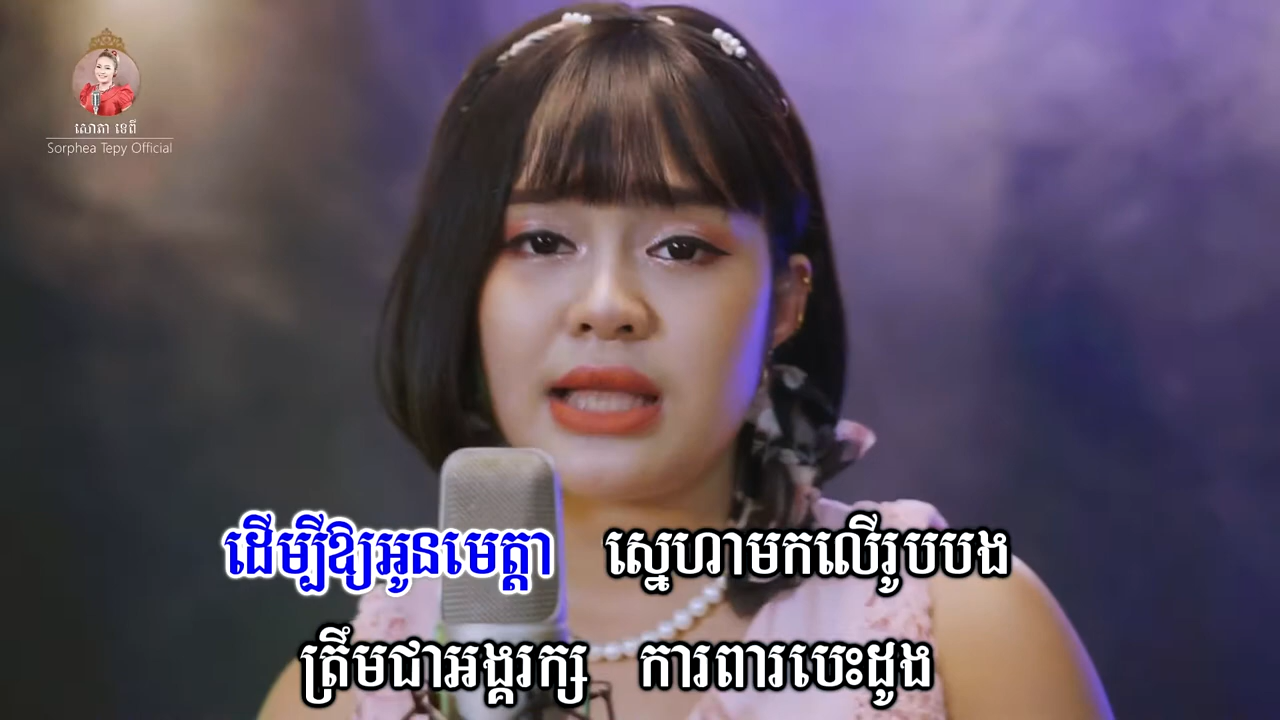 សោភា ទេពី
Sorphea Tepy Official
ដើម្បីឱ្យអូនមេត្តា ស្នេហាមកលើរូបបង
ត្រឹមជាអង្គរក្ស ការពារបេះដូង